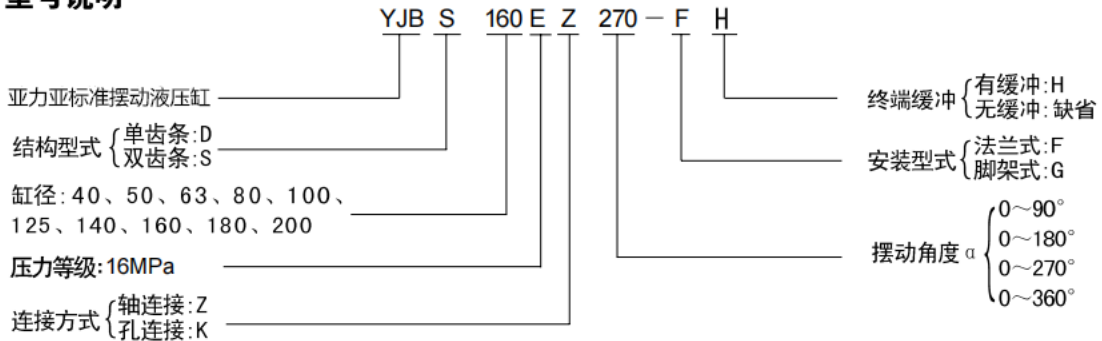 型号说明
YJB S 160 E Z 270 - F H
亚力亚标准摆动液压缸
结构型式
单齿条:D
双齿条:S
缸径:40、50、63、80、100、
125、140、160、180、200
压力等级:16MPa
连接方式
轴连接:Z
孔连接:K
终端缓冲
有缓冲:H
无缓冲:缺省
安装型式
法兰式:F
脚架式:G
摆动角度α
0～90°
0～180°
0～270°
0～360°